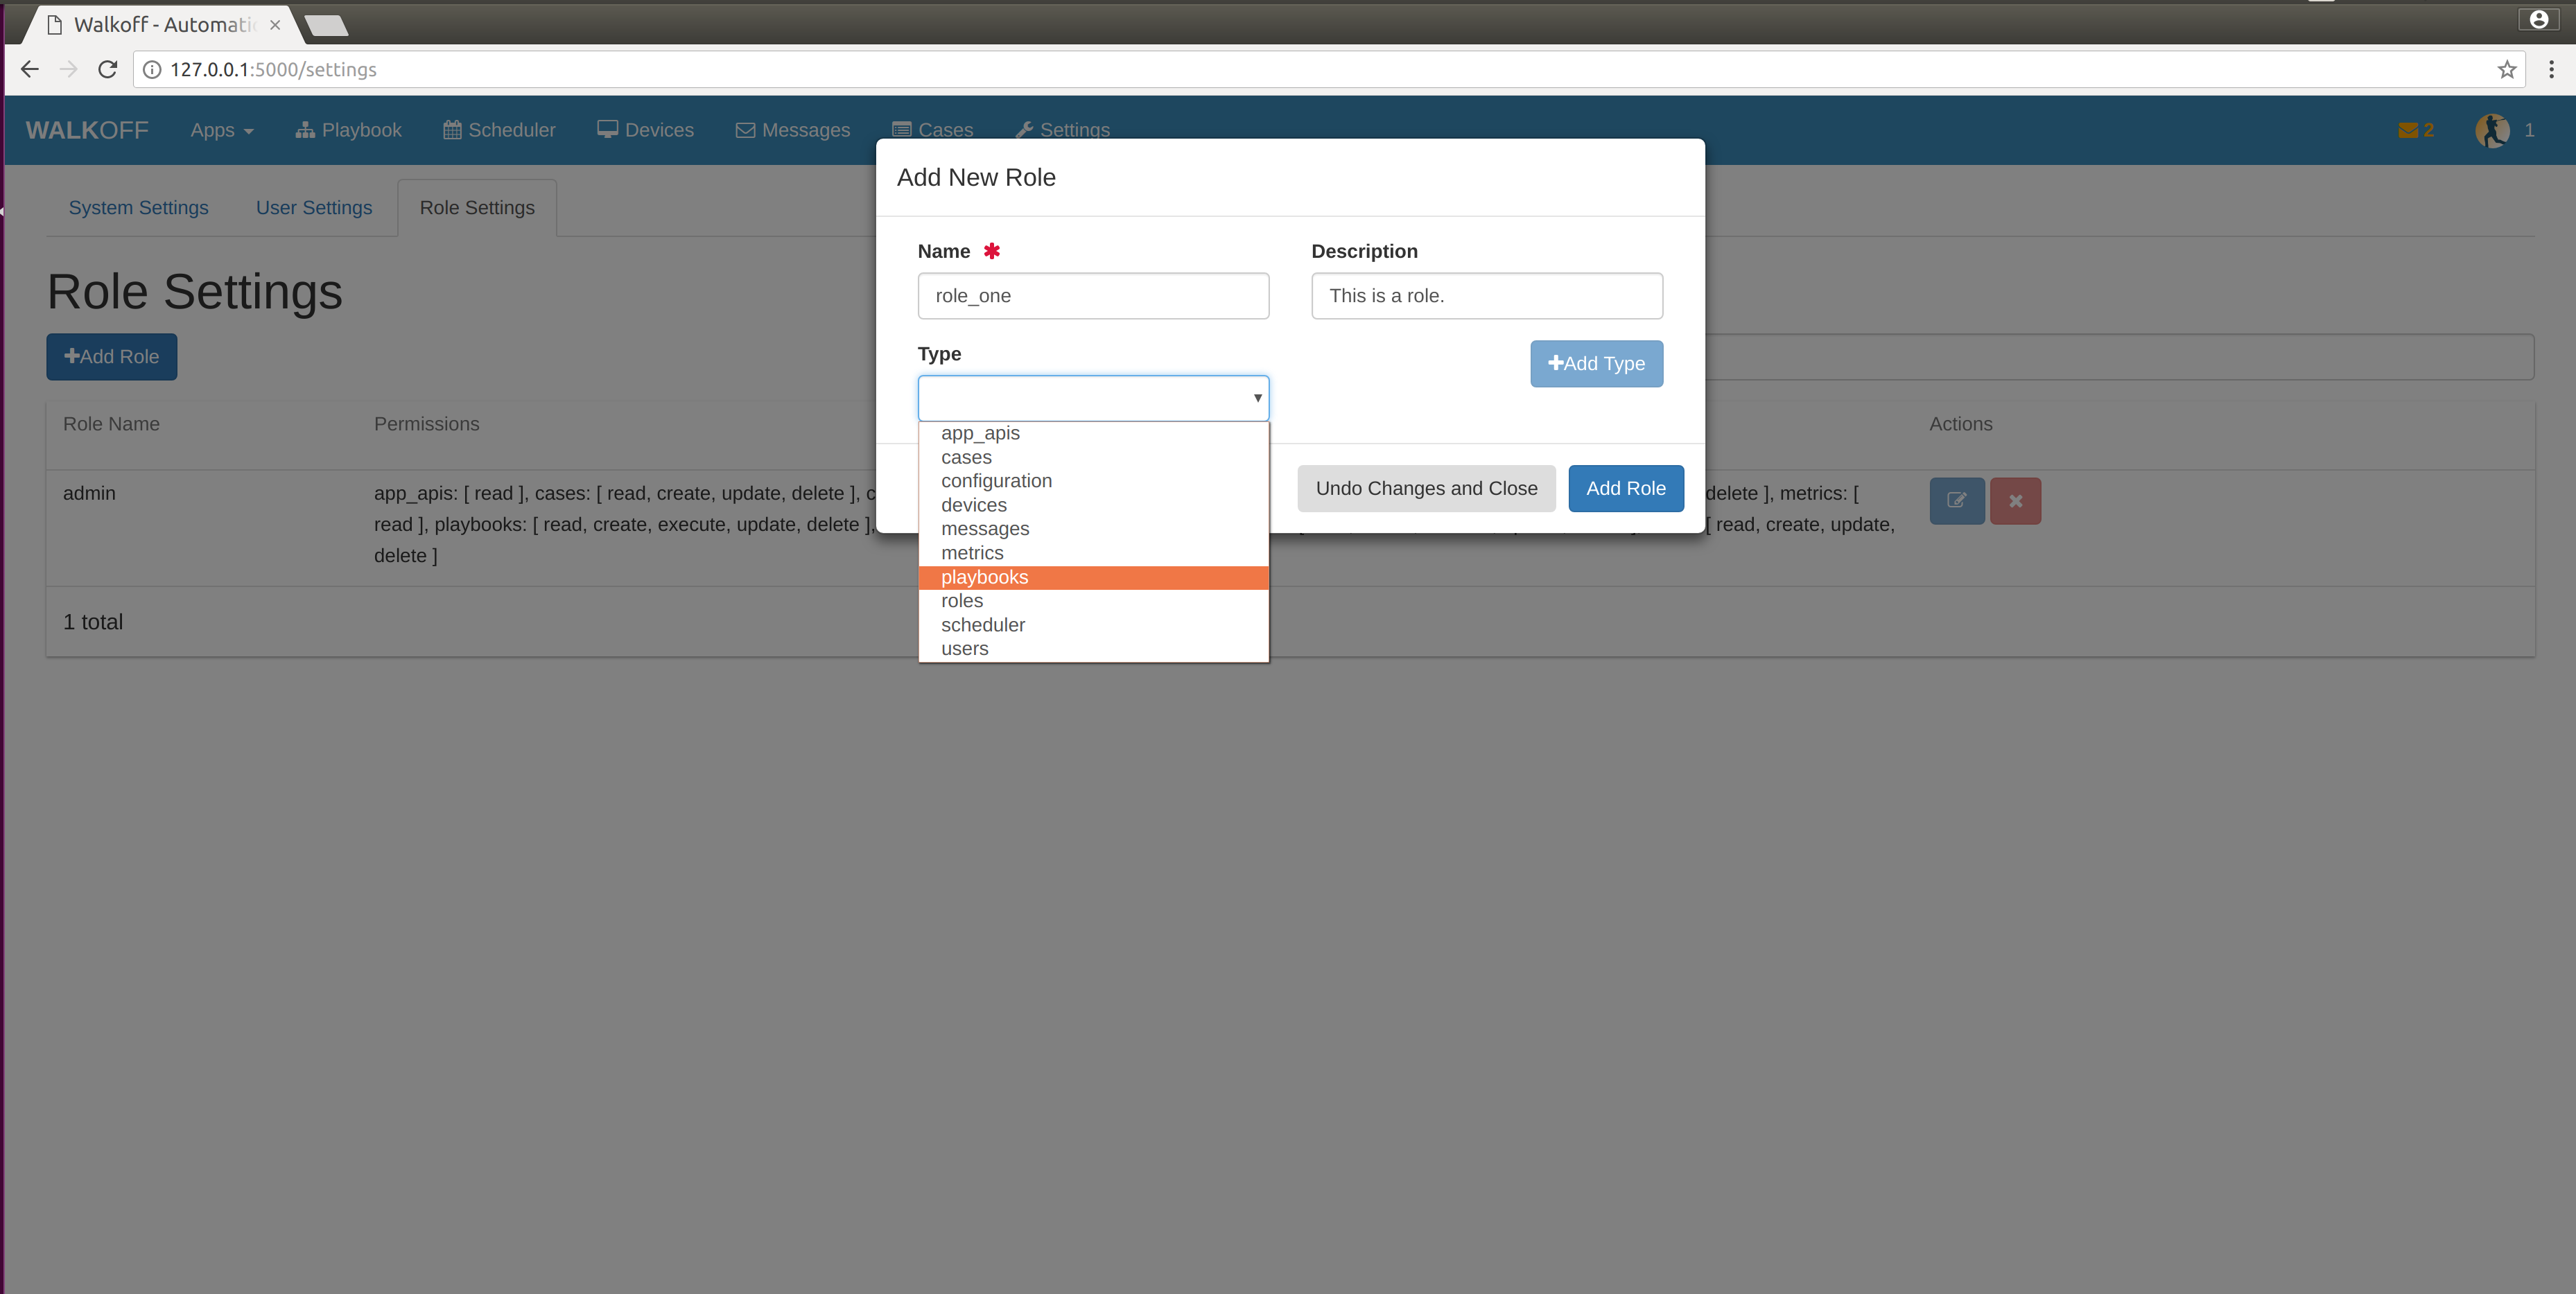 Walkoff - Automatic
127.0.0.1:5000/settings
WALKOFF Apps Playbook Scheduler Devices Messages Cases Settings 2 1
System Settings User Settings Role Settings
Role Settings
Add Role
Role Name Permissions Actions
admin
app_apis: [ read ], cases: [ read, create, update, delete ], c
delete ], metrics: [
read ], playbooks: [ read, create, execute, update, delete ],
[ read, create, update,
delete ]
1 total
Add New Role
Name Description
role_one This is a role.
Type
Add Type
app_apis
cases
configuration
devices
messages
metrics
playbooks
roles
scheduler
users
Undo Changes and Close Add Role